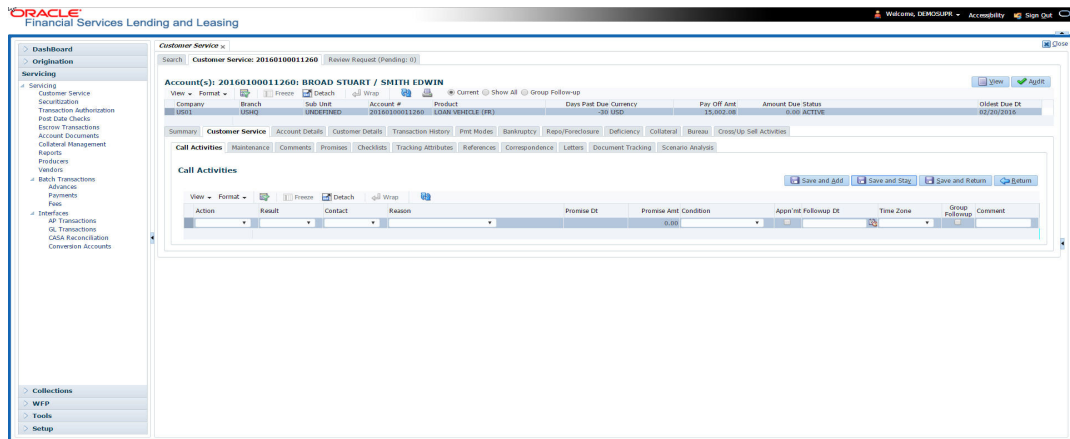 ORACLE'
Financial Services Lending and Leasing
Welcome, DEMOSUPR Accessibility Sign Out
DashBoard
Origination
Servicing
Servicing
Customer Service
Securitization
Transaction Authorization
Post Date Checks
Escrow Transactions
Account Documents
Collateral Management
Reports
Producers
Vendors
Batch Transactions
Advances
Payments
Fees
Interfaces
AP Transactions
GL Transactions
CASA Reconciliation
Conversion Accounts
Collections
WFP
Tools
Setup
Customer Service x Close
Search Customer Service: 20160100011260 Review Request (Pending: 0)
Account(s): 20160100011260: BROAD STUART / SMITH EDWIN View Audit
View Format Freeze Detach Wrap Current Show All Group Follow-up
Company Branch Sub Unit Account # Product Days Past Due Currency Pay Off Amt Amount Due Status Oldest Due Dt
US01 USHQ UNDEFINED 20160100011260 LOAN VEHICLE (FR) -30 USD 15,002.08 0.00 ACTIVE 02/20/2016
Summary Customer Service Account Details Customer Details Transaction History Pmt Modes Bankruptcy Repo/Foreclosure Deficiency Collateral Bureau Cross/Up Sell Activities
Call Activities Maintenance Comments Promises Checklists Tracking Attributes References Correspondence Letters Document Tracking Scenario Analysis
Call Activities
Save and Add Save and Stay Save and Return Return
View Format Freeze Detach Wrap
Action Result Contact Reason Promise Dt Promise Amt Condition Appn'mt Followup Dt Time Zone Group Followup Comment
0.00